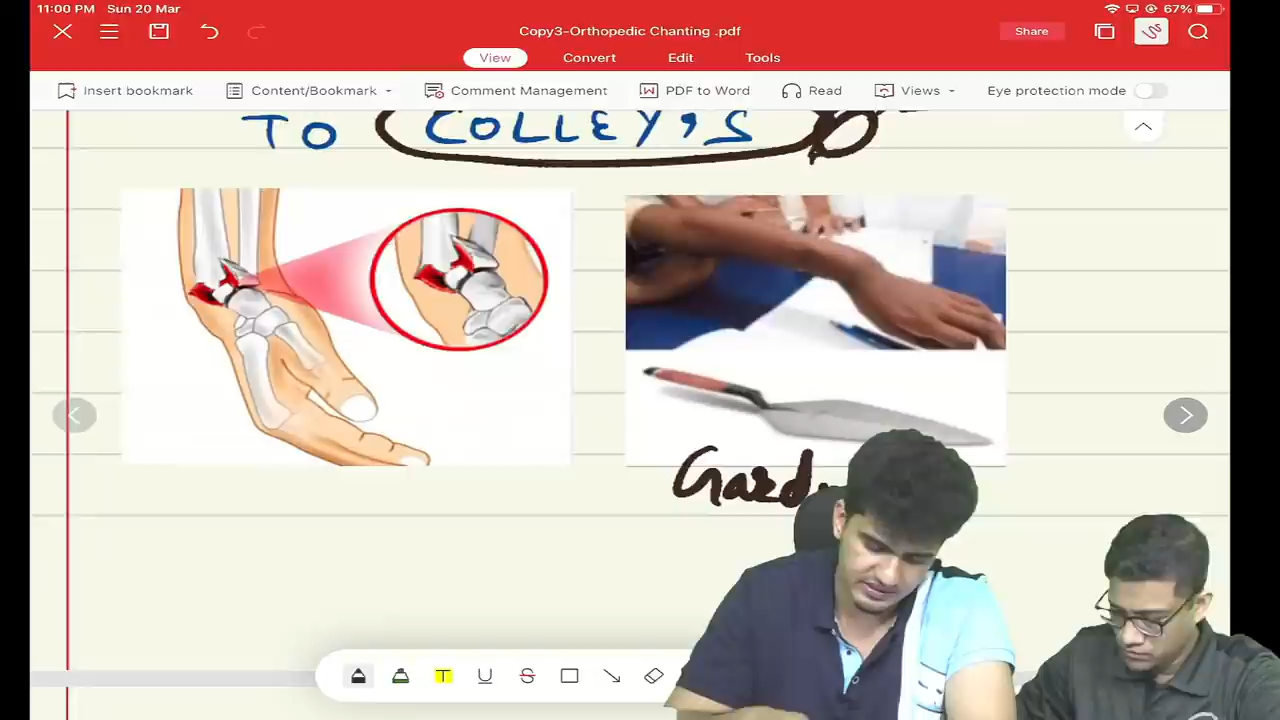 11:00 PM Sun 20 Mar 67%
Copy3-Orthopedic Chanting .pdf
Share
View Convert Edit Tools
Insert bookmark Content/Bookmark Comment Management PDF to Word Read Views Eye protection mode
TO COLLEY'S
Gard
T U S